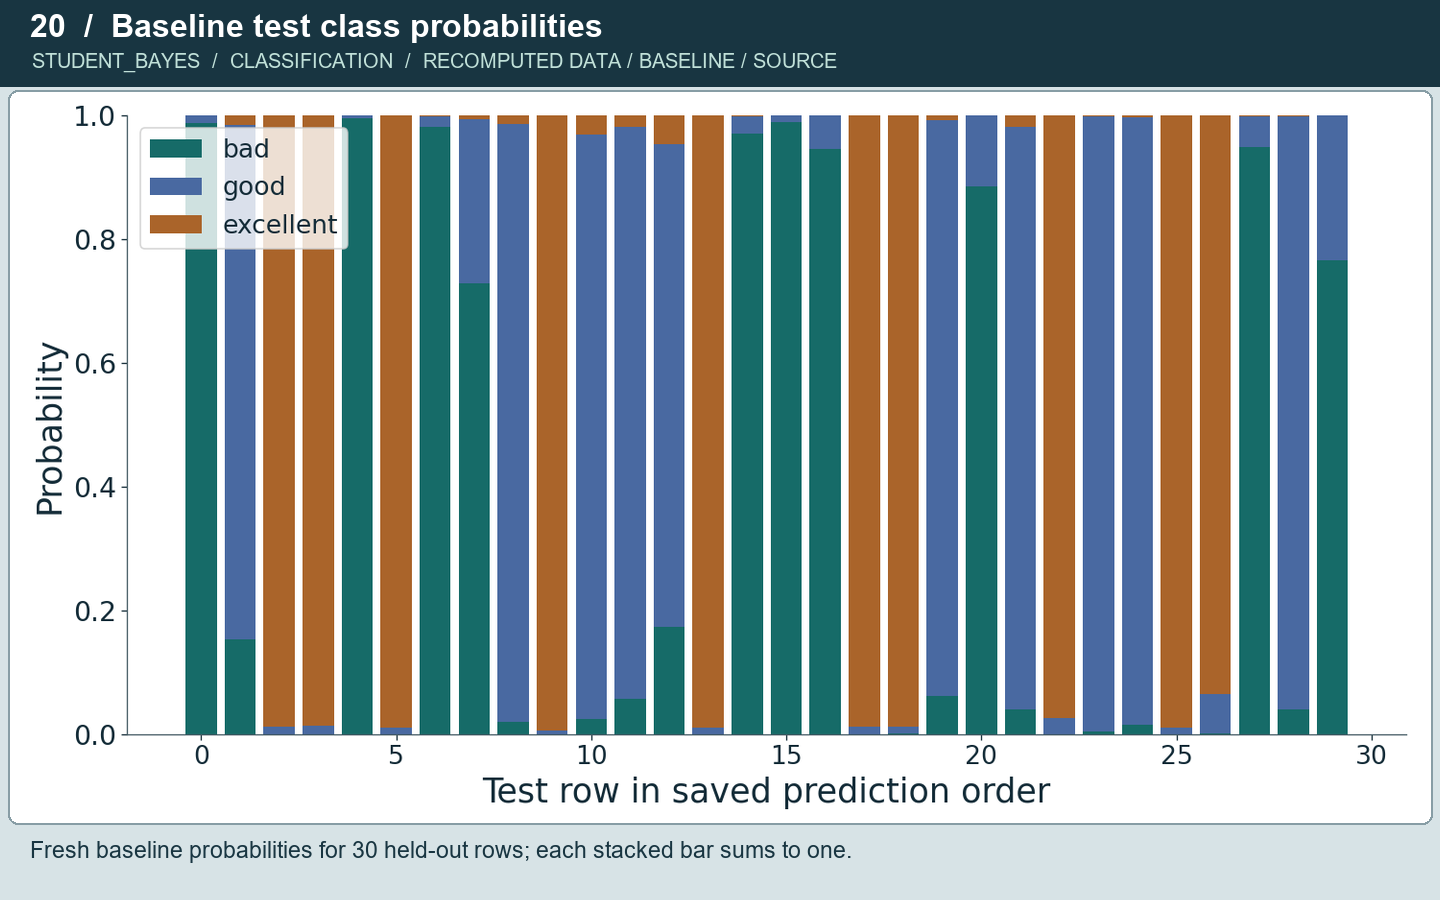 20 / Baseline test class probabilities
STUDENT_BAYES / CLASSIFICATION / RECOMPUTED DATA / BASELINE / SOURCE
bad
good
excellent
Probability
1.0
0.8
0.6
0.4
0.2
0.0
0 5 10 15 20 25 30
Test row in saved prediction order
Fresh baseline probabilities for 30 held-out rows; each stacked bar sums to one.